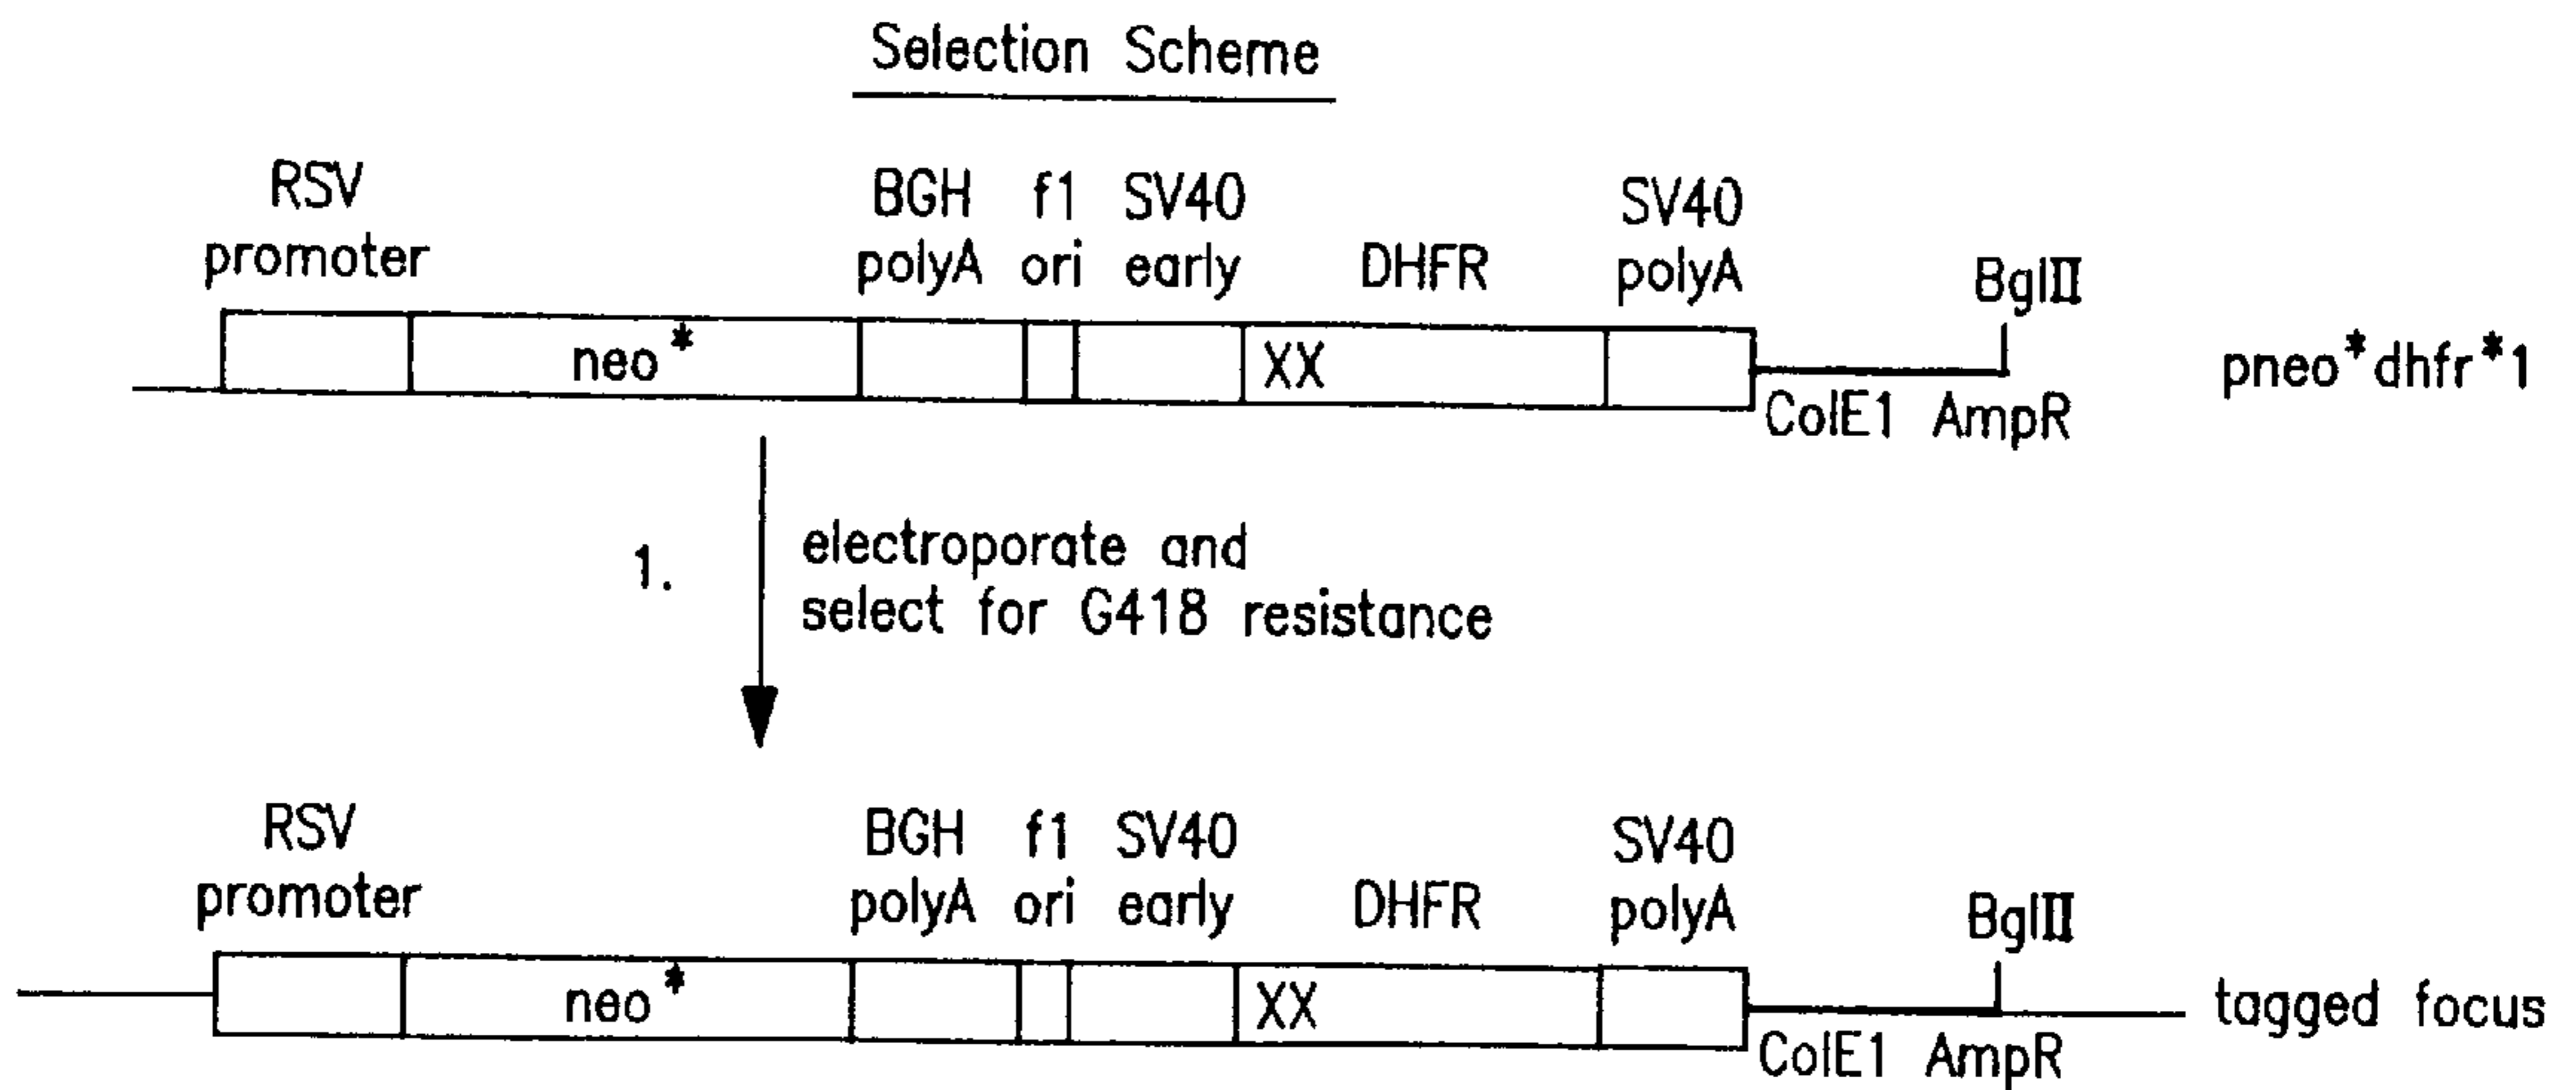 Selection Scheme
RSV
promoter
BGH
polyA
f1
ori
SV40
early
DHFR
SV40
polyA
BglII
neo*
XX
ColE1 AmpR
pneo*dhfr*1
1.
electroporate and
select for G418 resistance
RSV
promoter
BGH
polyA
f1
ori
SV40
early
DHFR
SV40
polyA
BglII
neo*
XX
ColE1 AmpR
tagged focus